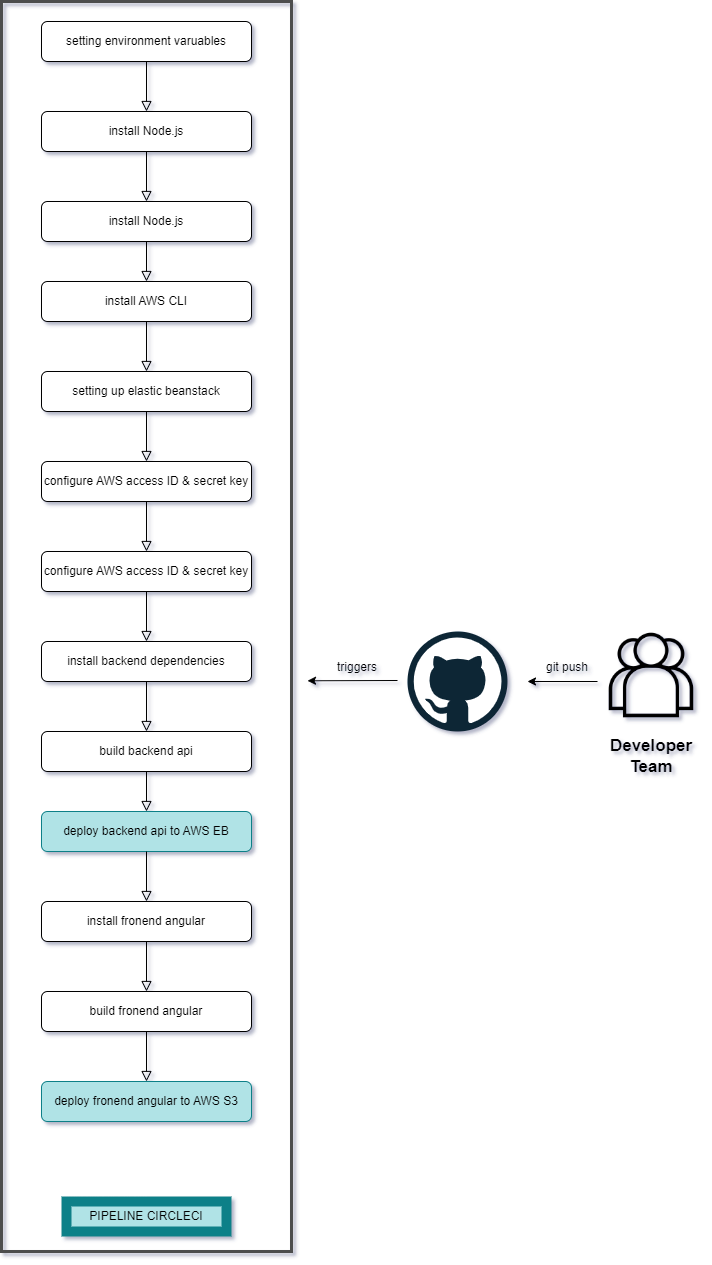 setting environment varuables
install Node.js
install Node.js
install AWS CLI
setting up elastic beanstack
configure AWS access ID & secret key
configure AWS access ID & secret key
install backend dependencies
build backend api
deploy backend api to AWS EB
install fronend angular
build fronend angular
deploy fronend angular to AWS S3
PIPELINE CIRCLECI
triggers
git push
Developer
Team